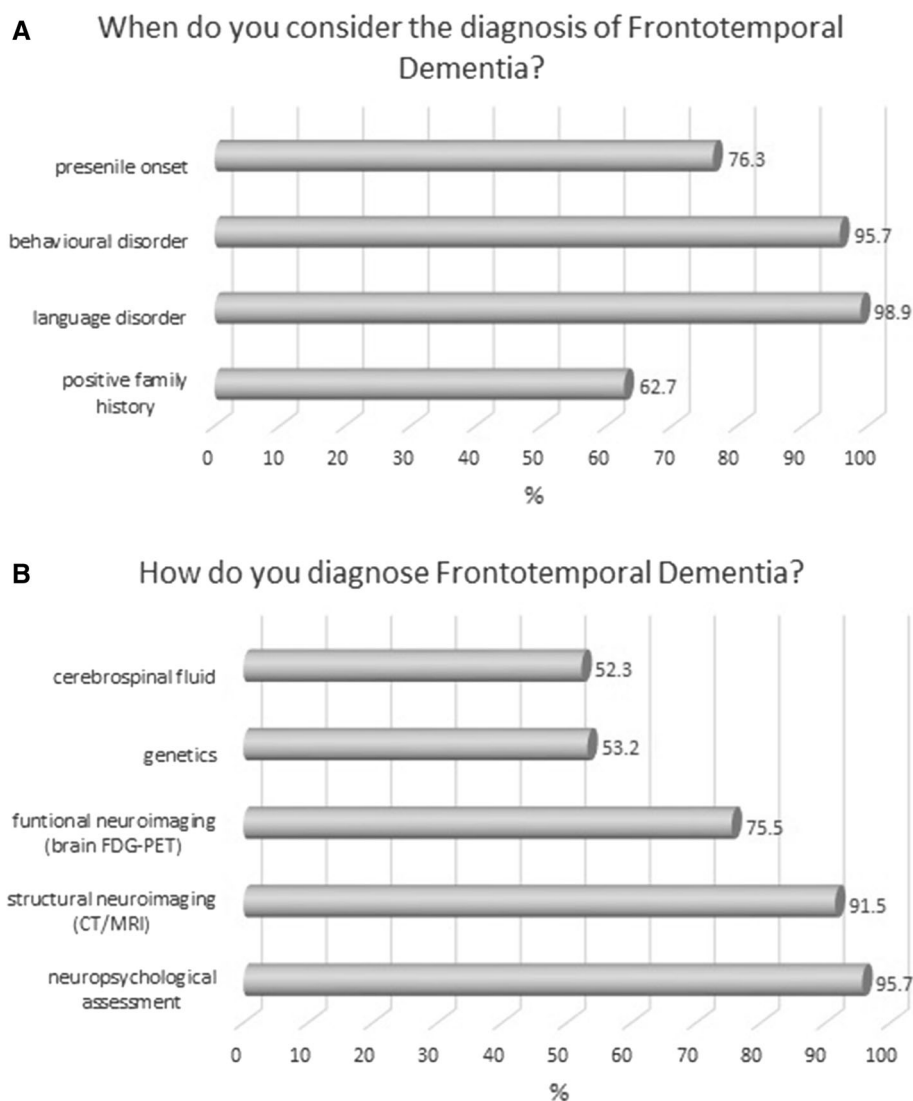 A
When do you consider the diagnosis of Frontotemporal
Dementia?
presenile onset
76.3
behavioural disorder
95.7
language disorder
98.9
positive family
history
62.7
0 10 20 30 40 50 60 70 80 90 100
%
B
How do you diagnose Frontotemporal Dementia?
cerebrospinal fluid
52.3
genetics
53.2
funtional neuroimaging
(brain FDG-PET)
75.5
structural neuroimaging
(CT/MRI)
91.5
neuropsychological
assessment
95.7
0 10 20 30 40 50 60 70 80 90 100
%